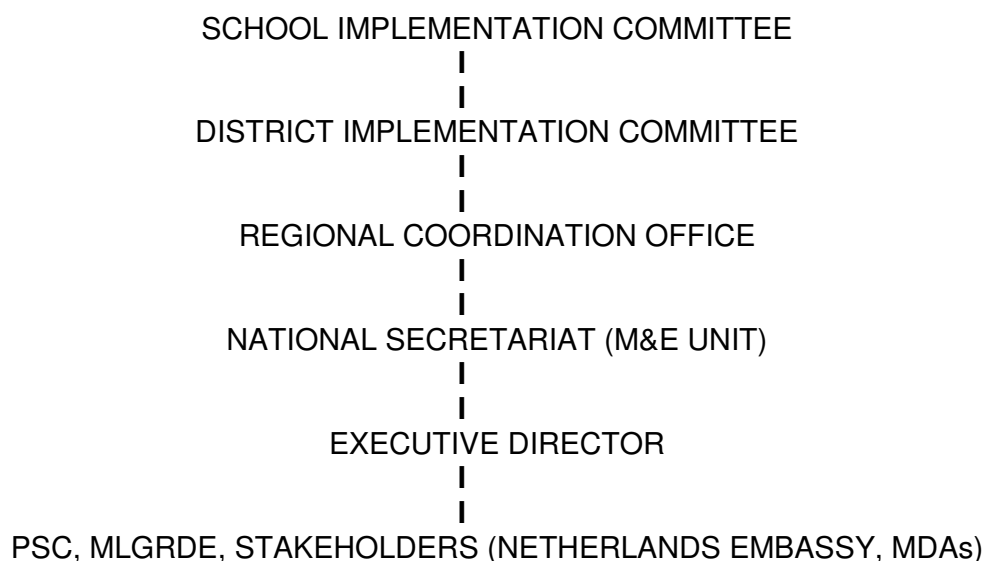 SCHOOL IMPLEMENTATION COMMITTEE
DISTRICT IMPLEMENTATION COMMITTEE
REGIONAL COORDINATION OFFICE
NATIONAL SECRETARIAT (M&E UNIT)
EXECUTIVE DIRECTOR
PSC, MLGRDE, STAKEHOLDERS (NETHERLANDS EMBASSY, MDAs)